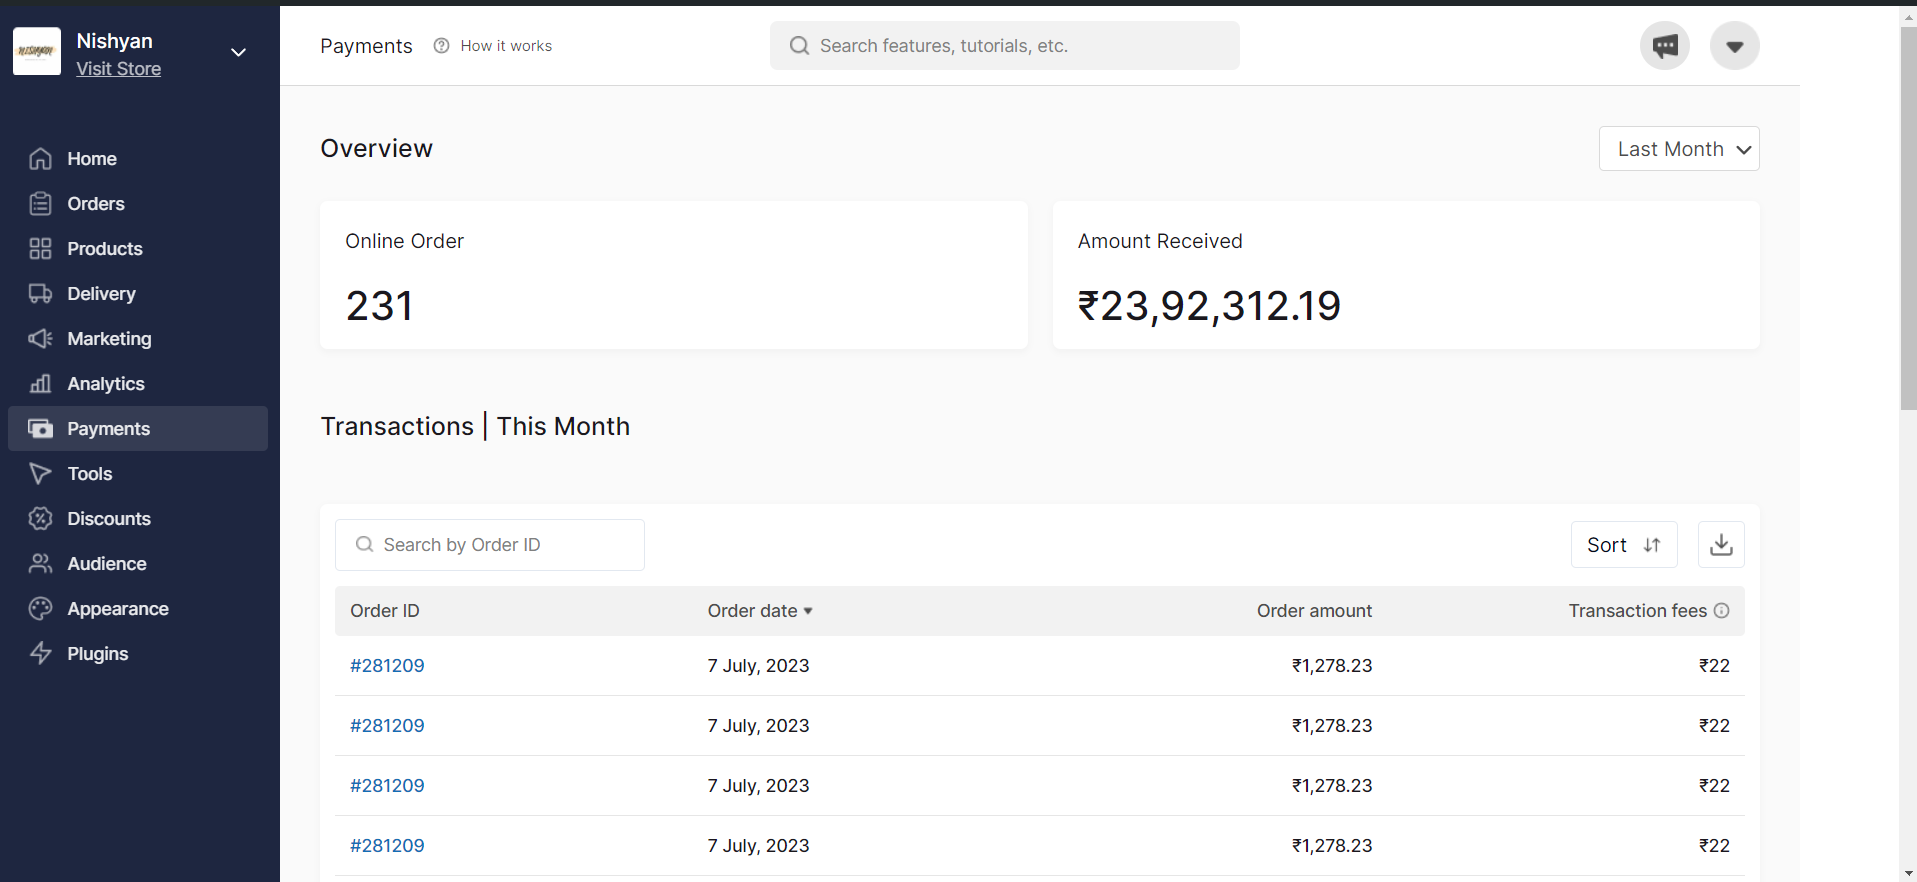 Nishyan
Visit Store
Home
Orders
Products
Delivery
Marketing
Analytics
Payments
Tools
Discounts
Audience
Appearance
Plugins
Payments How it works
Search features, tutorials, etc.
Overview
Last Month
Online Order
231
Amount Received
₹23,92,312.19
Transactions | This Month
Search by Order ID
Sort
Order ID Order date Order amount Transaction fees
#281209 7 July, 2023 ₹1,278.23 ₹22
#281209 7 July, 2023 ₹1,278.23 ₹22
#281209 7 July, 2023 ₹1,278.23 ₹22
#281209 7 July, 2023 ₹1,278.23 ₹22